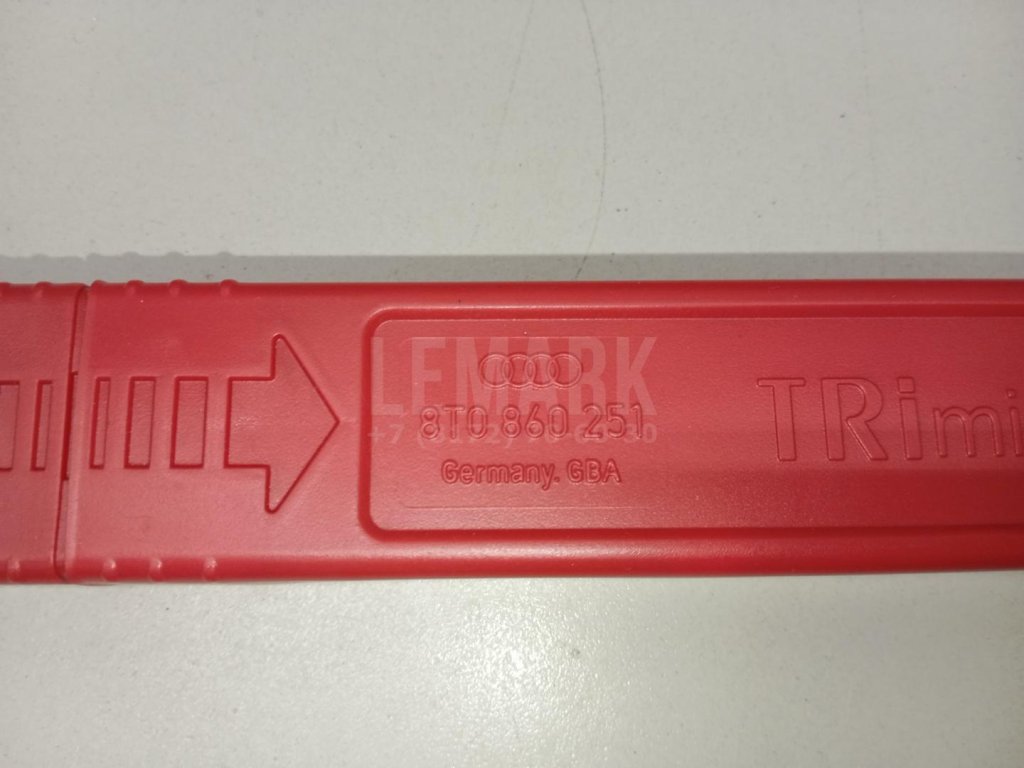 LEMARK
8T0 860 251
Germany. GBA
TRimi